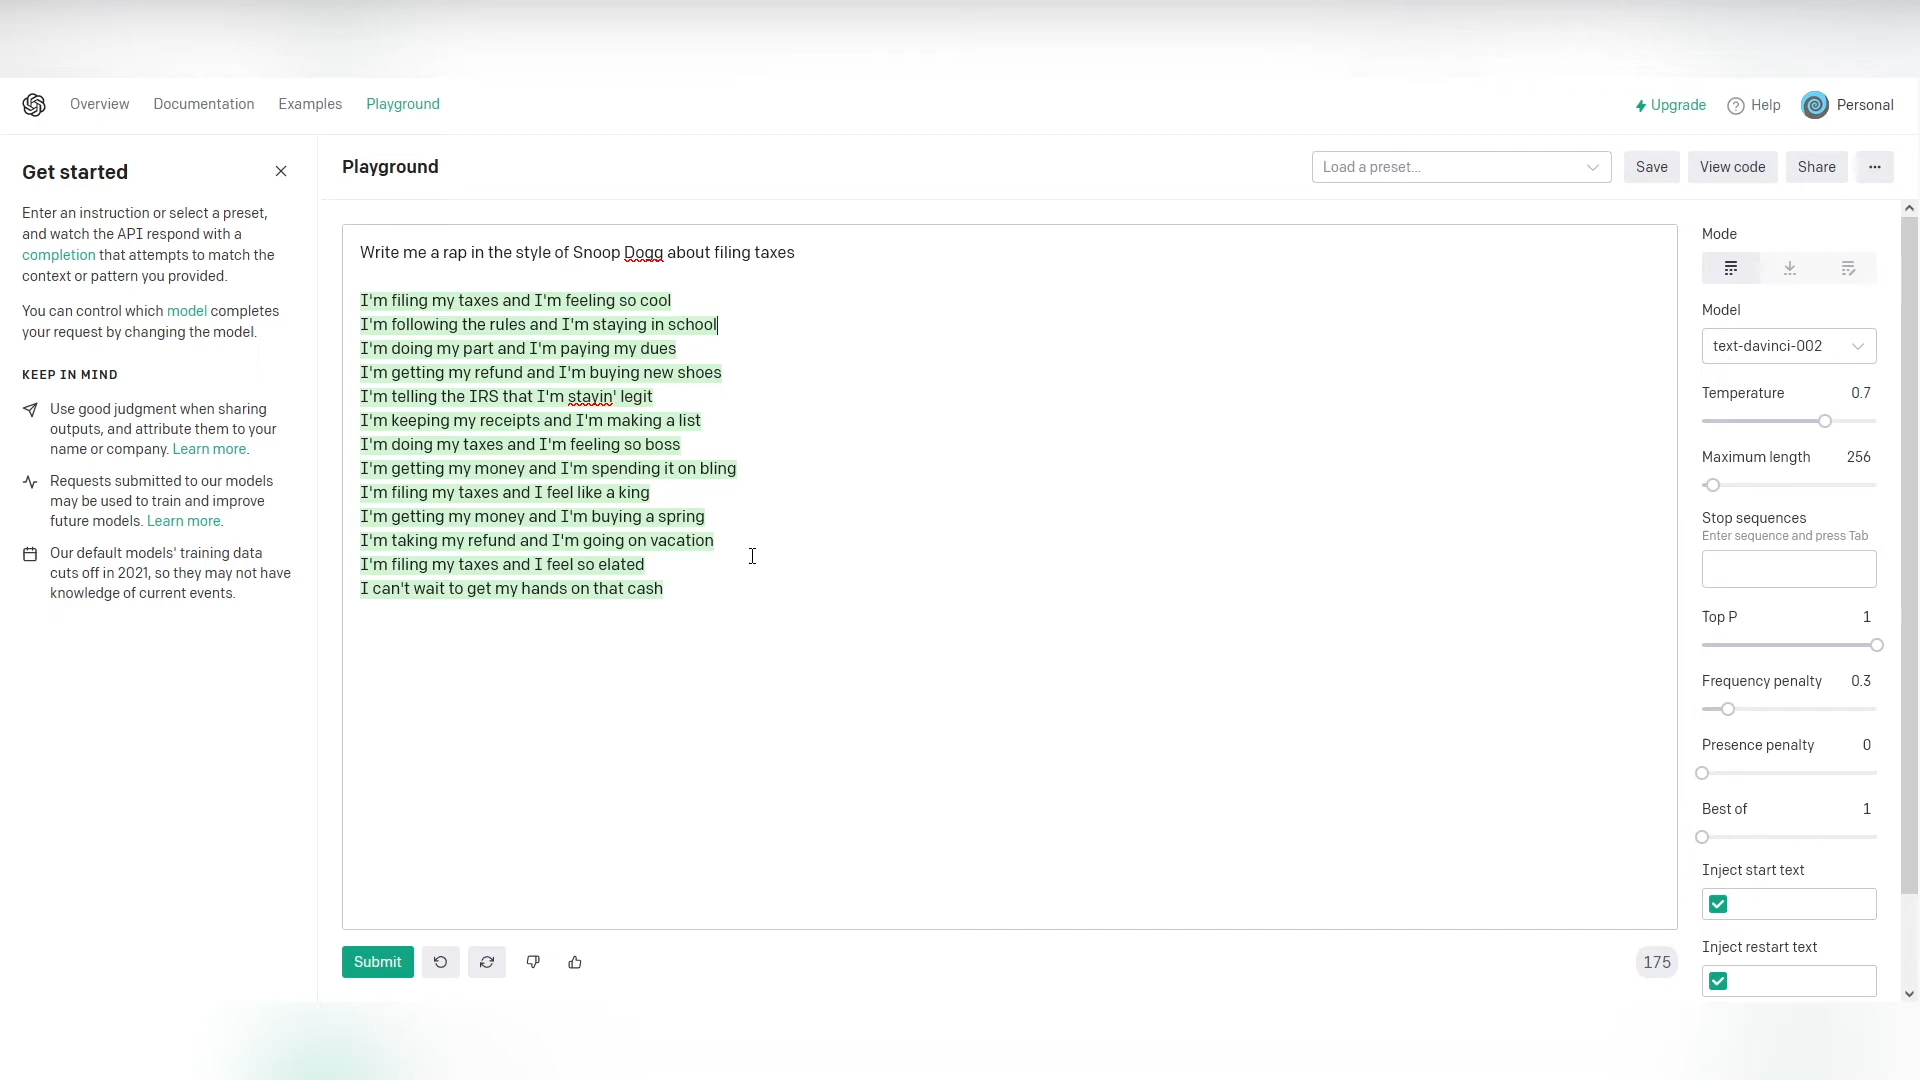 Overview
Documentation
Examples
Playground
Upgrade
Help
Personal
Get started
Enter an instruction or select a preset,
and watch the API respond with a
completion that attempts to match the
context or pattern you provided.
You can control which model completes
your request by changing the model.
KEEP IN MIND
Use good judgment when sharing
outputs, and attribute them to your
name or company. Learn more.
Requests submitted to our models
may be used to train and improve
future models. Learn more.
Our default models' training data
cuts off in 2021, so they may not have
knowledge of current events.
Playground
Load a preset...
Save
View code
Share
Write me a rap in the style of Snoop Dogg about filing taxes
I'm filing my taxes and I'm feeling so cool
I'm following the rules and I'm staying in school
I'm doing my part and I'm paying my dues
I'm getting my refund and I'm buying new shoes
I'm telling the IRS that I'm stayin' legit
I'm keeping my receipts and I'm making a list
I'm doing my taxes and I'm feeling so boss
I'm getting my money and I'm spending it on bling
I'm filing my taxes and I feel like a king
I'm getting my money and I'm buying a spring
I'm taking my refund and I'm going on vacation
I'm filing my taxes and I feel so elated
I can't wait to get my hands on that cash
Submit
175
Mode
Model
text-davinci-002
Temperature 0.7
Maximum length 256
Stop sequences
Enter sequence and press Tab
Top P 1
Frequency penalty 0.3
Presence penalty 0
Best of 1
Inject start text
Inject restart text